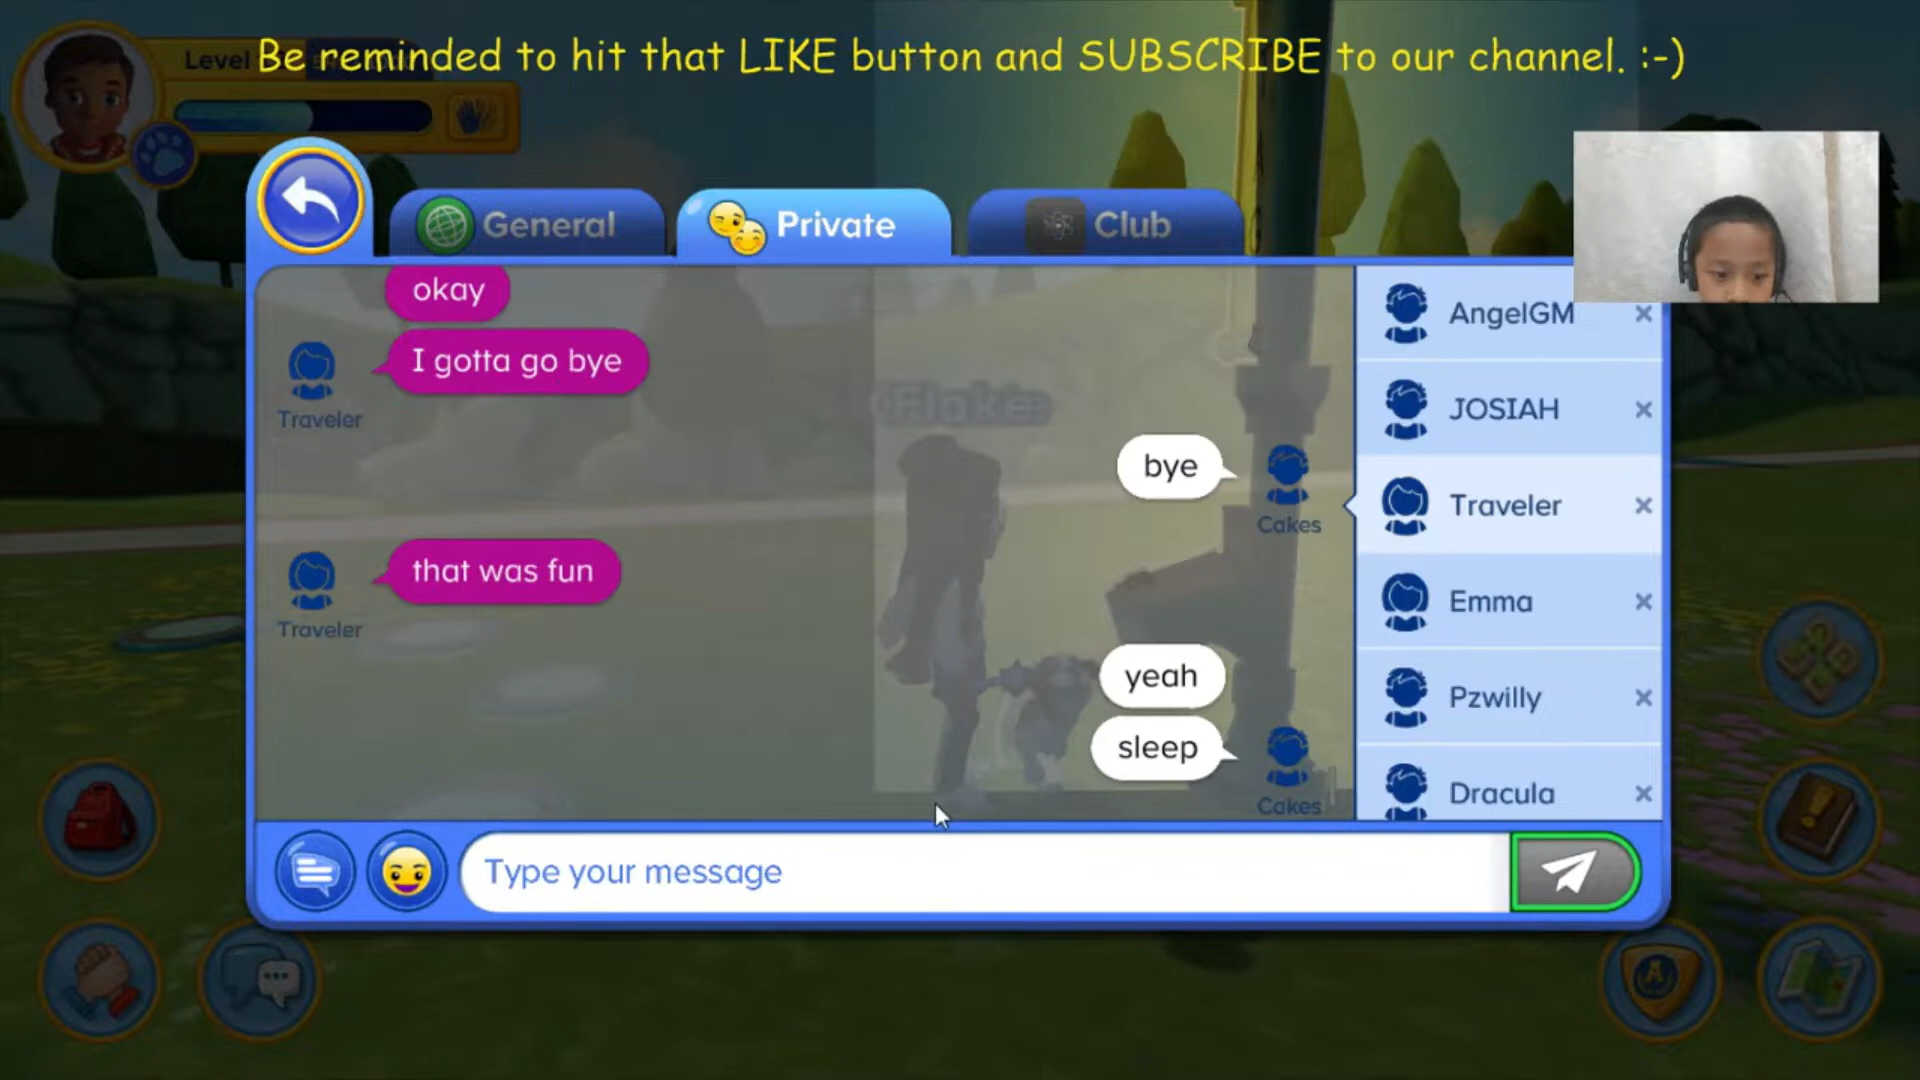 Level
Be reminded to hit that LIKE button and SUBSCRIBE to our channel. :-)
General
Private
Club
okay
I gotta go bye
Traveler
Flake
bye
Cakes
that was fun
Traveler
yeah
sleep
Cakes
AngelGM
JOSIAH
Traveler
Emma
Pzwilly
Dracula
Type your message
A